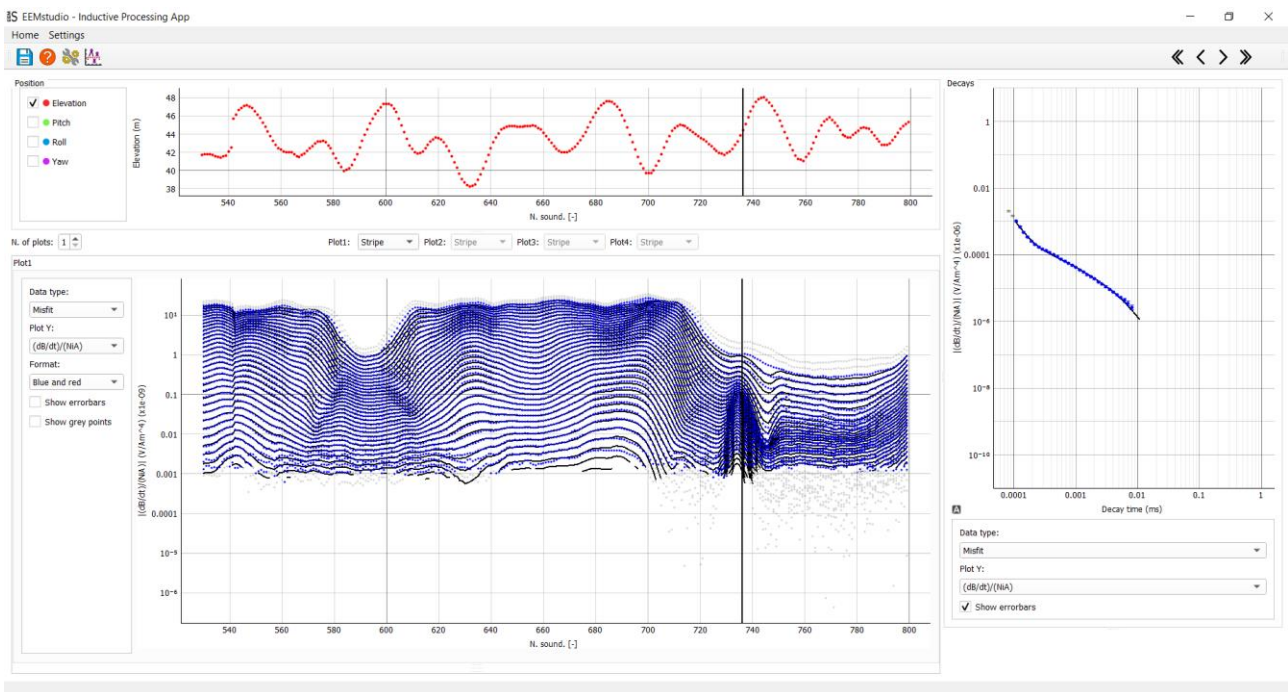 EEMstudio - Inductive Processing App
Home Settings
Position
Elevation
Pitch
Roll
Yaw
Elevation (m)
48
46
44
42
40
38
540 560 580 600 620 640 660 680 700 720 740 760 780 800
N. sound. [-]
N. of plots: 1
Plot1: Stripe Plot2: Stripe Plot3: Stripe Plot4: Stripe
Plot1
Data type:
Misfit
Plot Y:
(dB/dt)/(NiA)
Format:
Blue and red
Show errorbars
Show grey points
|(dB/dt)/(NiA)| (V/Am^4) (x1e-09)
10¹
1
0.1
0.01
0.001
0.0001
10⁻⁵
10⁻⁶
540 560 580 600 620 640 660 680 700 720 740 760 780 800
N. sound. [-]
Decays
|(dB/dt)/(NiA)| (V/Am^4) (x1e-06)
1
0.01
0.0001
10⁻⁶
10⁻⁸
10⁻¹⁰
0.0001 0.001 0.01 0.1 1
Decay time (ms)
A
Data type:
Misfit
Plot Y:
(dB/dt)/(NiA)
Show errorbars